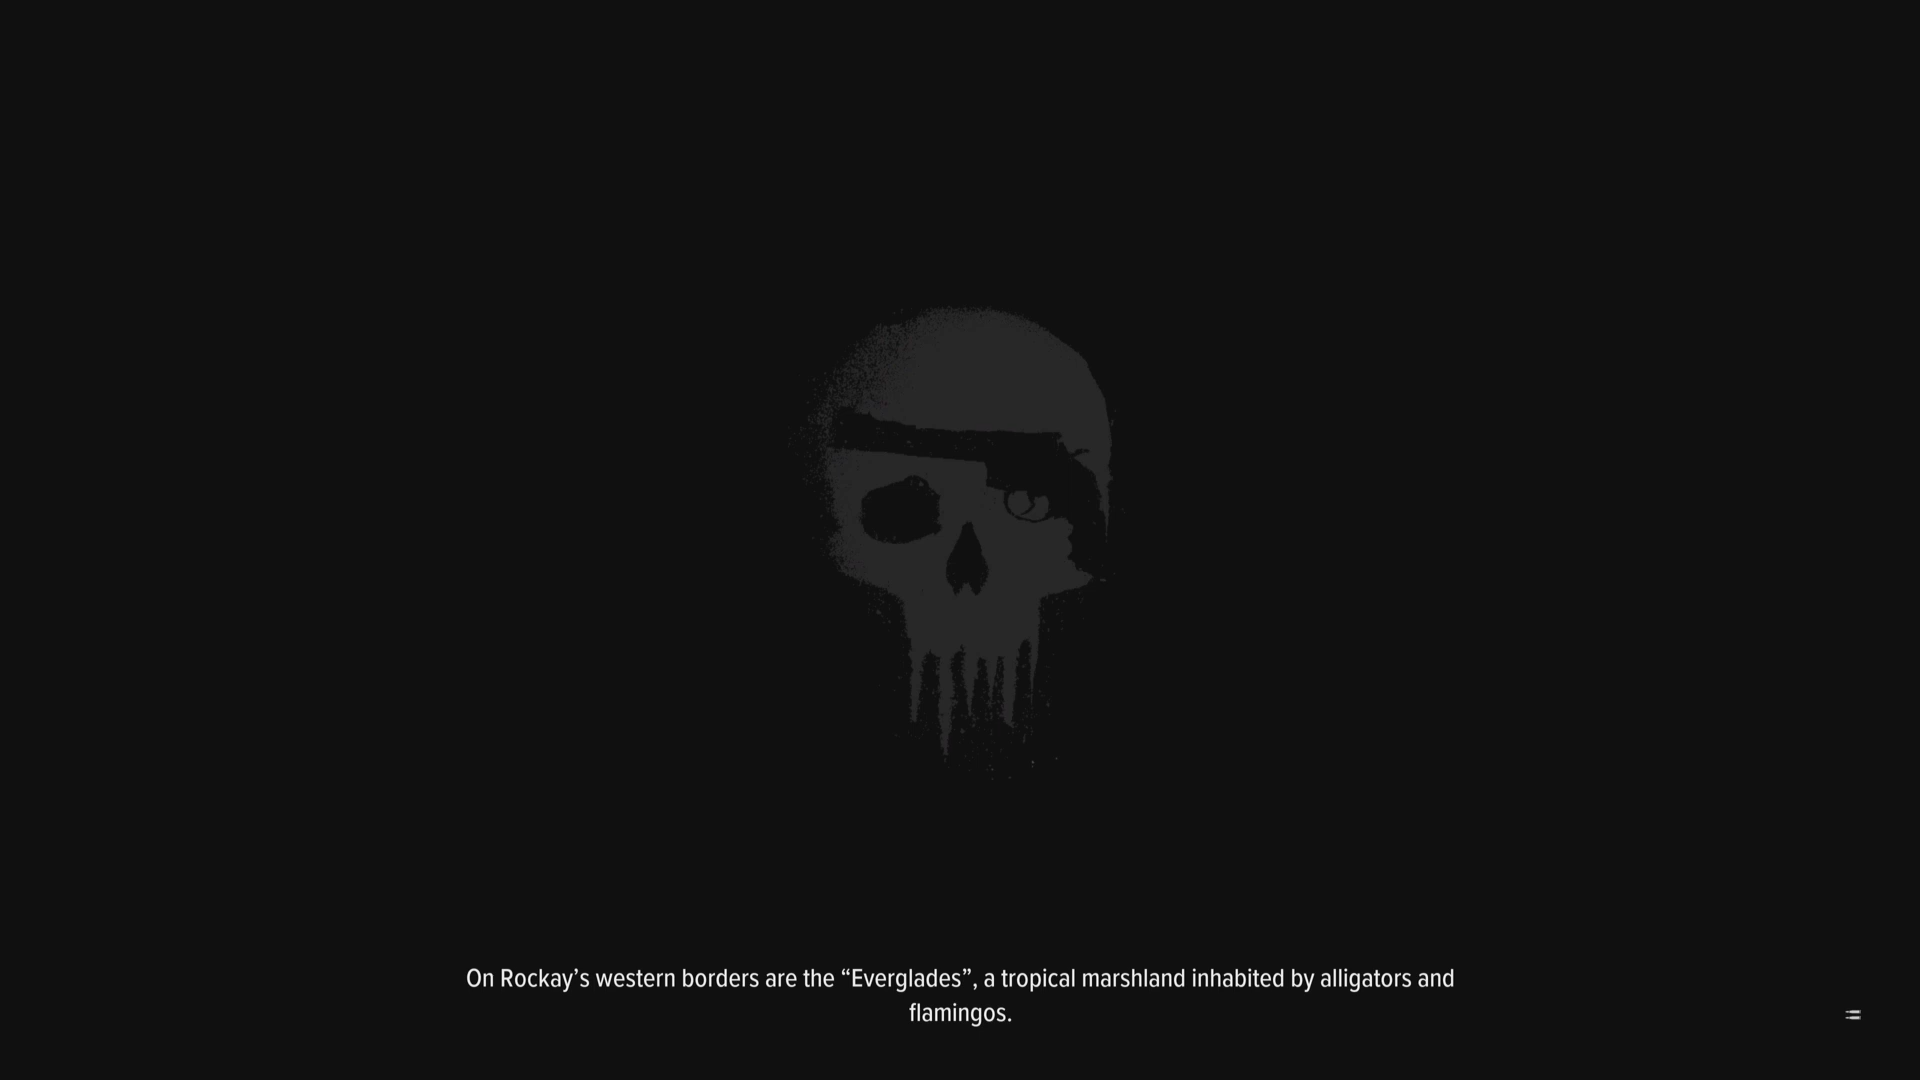 On Rockay’s western borders are the “Everglades”, a tropical marshland inhabited by alligators and
flamingos.